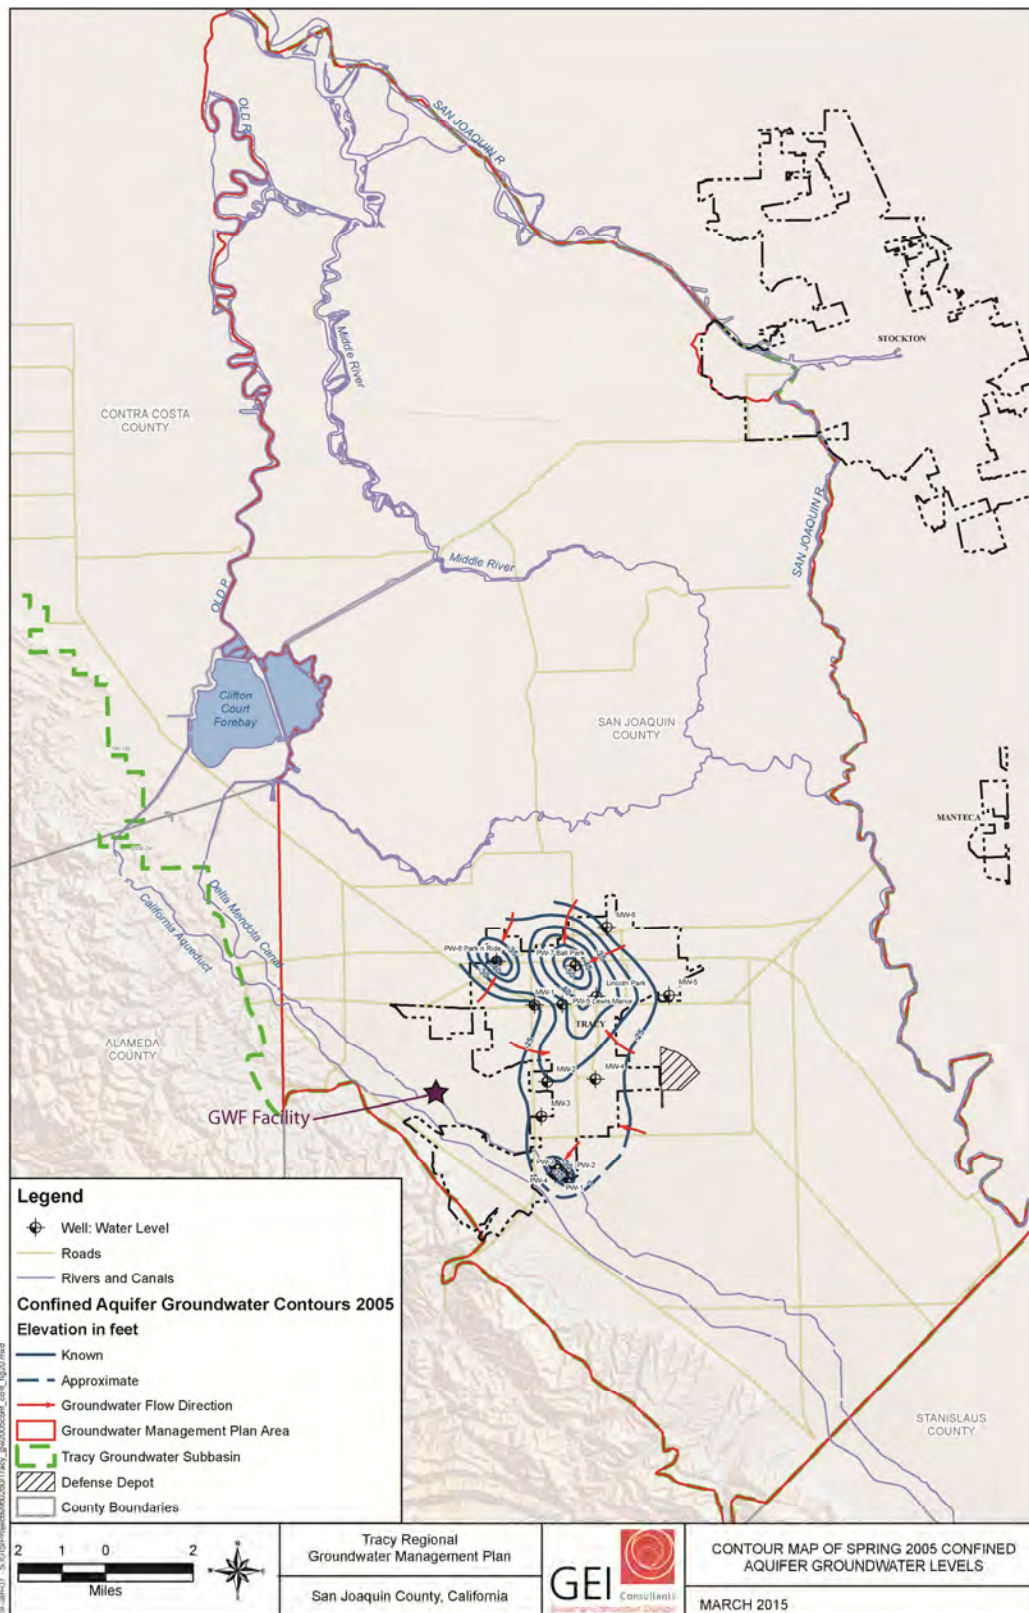 OLD R.
SAN JOAQUIN R.
STOCKTON
Middle River
CONTRA COSTA
COUNTY
SAN JOAQUIN R.
Middle River
OLD R.
Clifton
Court
Forebay
SAN JOAQUIN
COUNTY
MANTECA
California Aqueduct
Delta Mendota Canal
MW-6
PW-6 Park n Ride
PW-7 Ball Park
Lincoln Park
MW-5
MW-1
PW-5 Lewis Manor
TRACY
-25
-25
ALAMEDA
COUNTY
MW-2
MW-4
MW-3
GWF Facility
PW-3
PW-2
PW-4
PW-1
STANISLAUS
COUNTY
Legend
Well: Water Level
Roads
Rivers and Canals
Confined Aquifer Groundwater Contours 2005
Elevation in feet
Known
Approximate
Groundwater Flow Direction
Groundwater Management Plan Area
Tracy Groundwater Subbasin
Defense Depot
County Boundaries
2 1 0 2
Miles
N
Tracy Regional
Groundwater Management Plan
San Joaquin County, California
GEI Consultants
CONTOUR MAP OF SPRING 2005 CONFINED
AQUIFER GROUNDWATER LEVELS
MARCH 2015